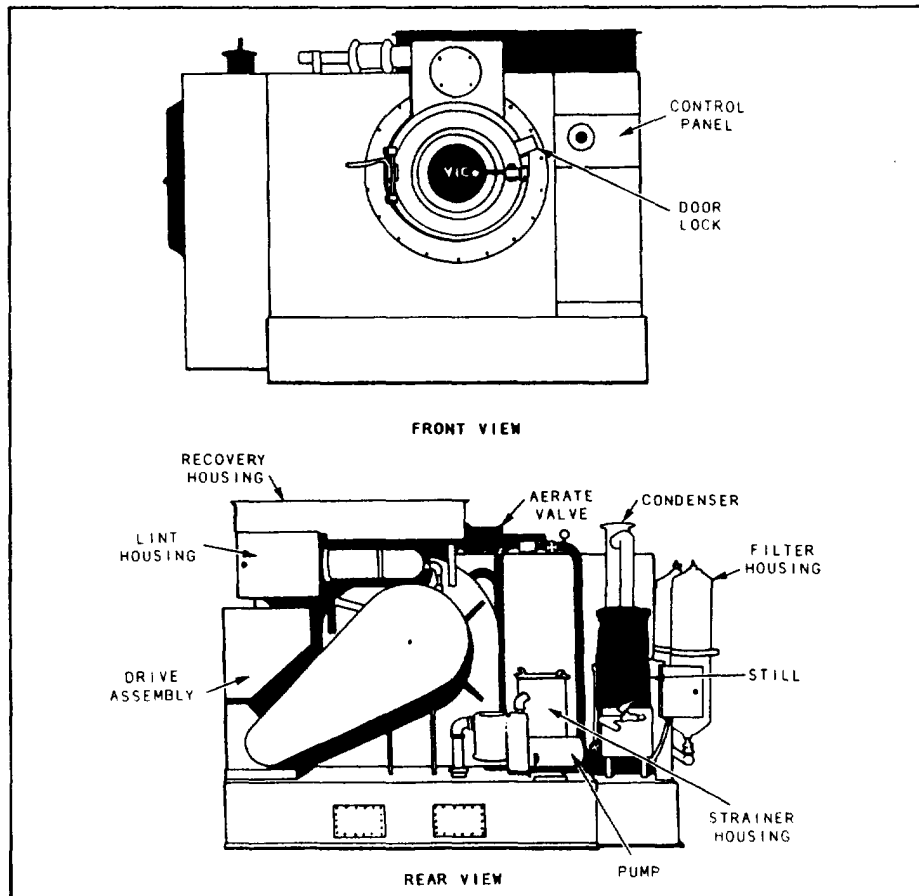 CONTROL
PANEL
VIC
DOOR
LOCK
FRONT VIEW
RECOVERY
HOUSING
AERATE
VALVE
CONDENSER
LINT
HOUSING
FILTER
HOUSING
DRIVE
ASSEMBLY
STILL
STRAINER
HOUSING
PUMP
REAR VIEW